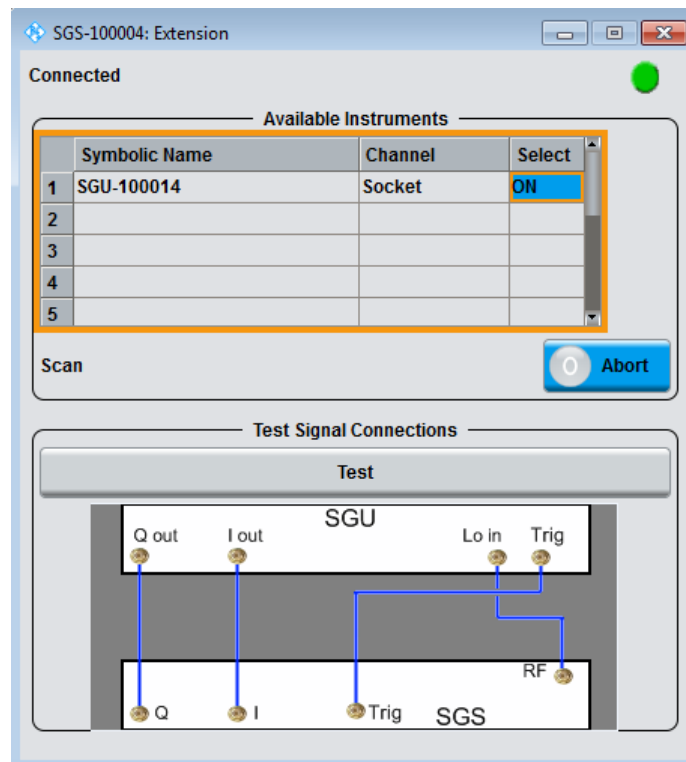 SGS-100004: Extension
Connected
Available Instruments
Symbolic Name Channel Select
1 SGU-100014 Socket ON
2
3
4
5
Scan
O Abort
Test Signal Connections
Test
SGU
Q out I out Lo in Trig
RF
Q I Trig SGS